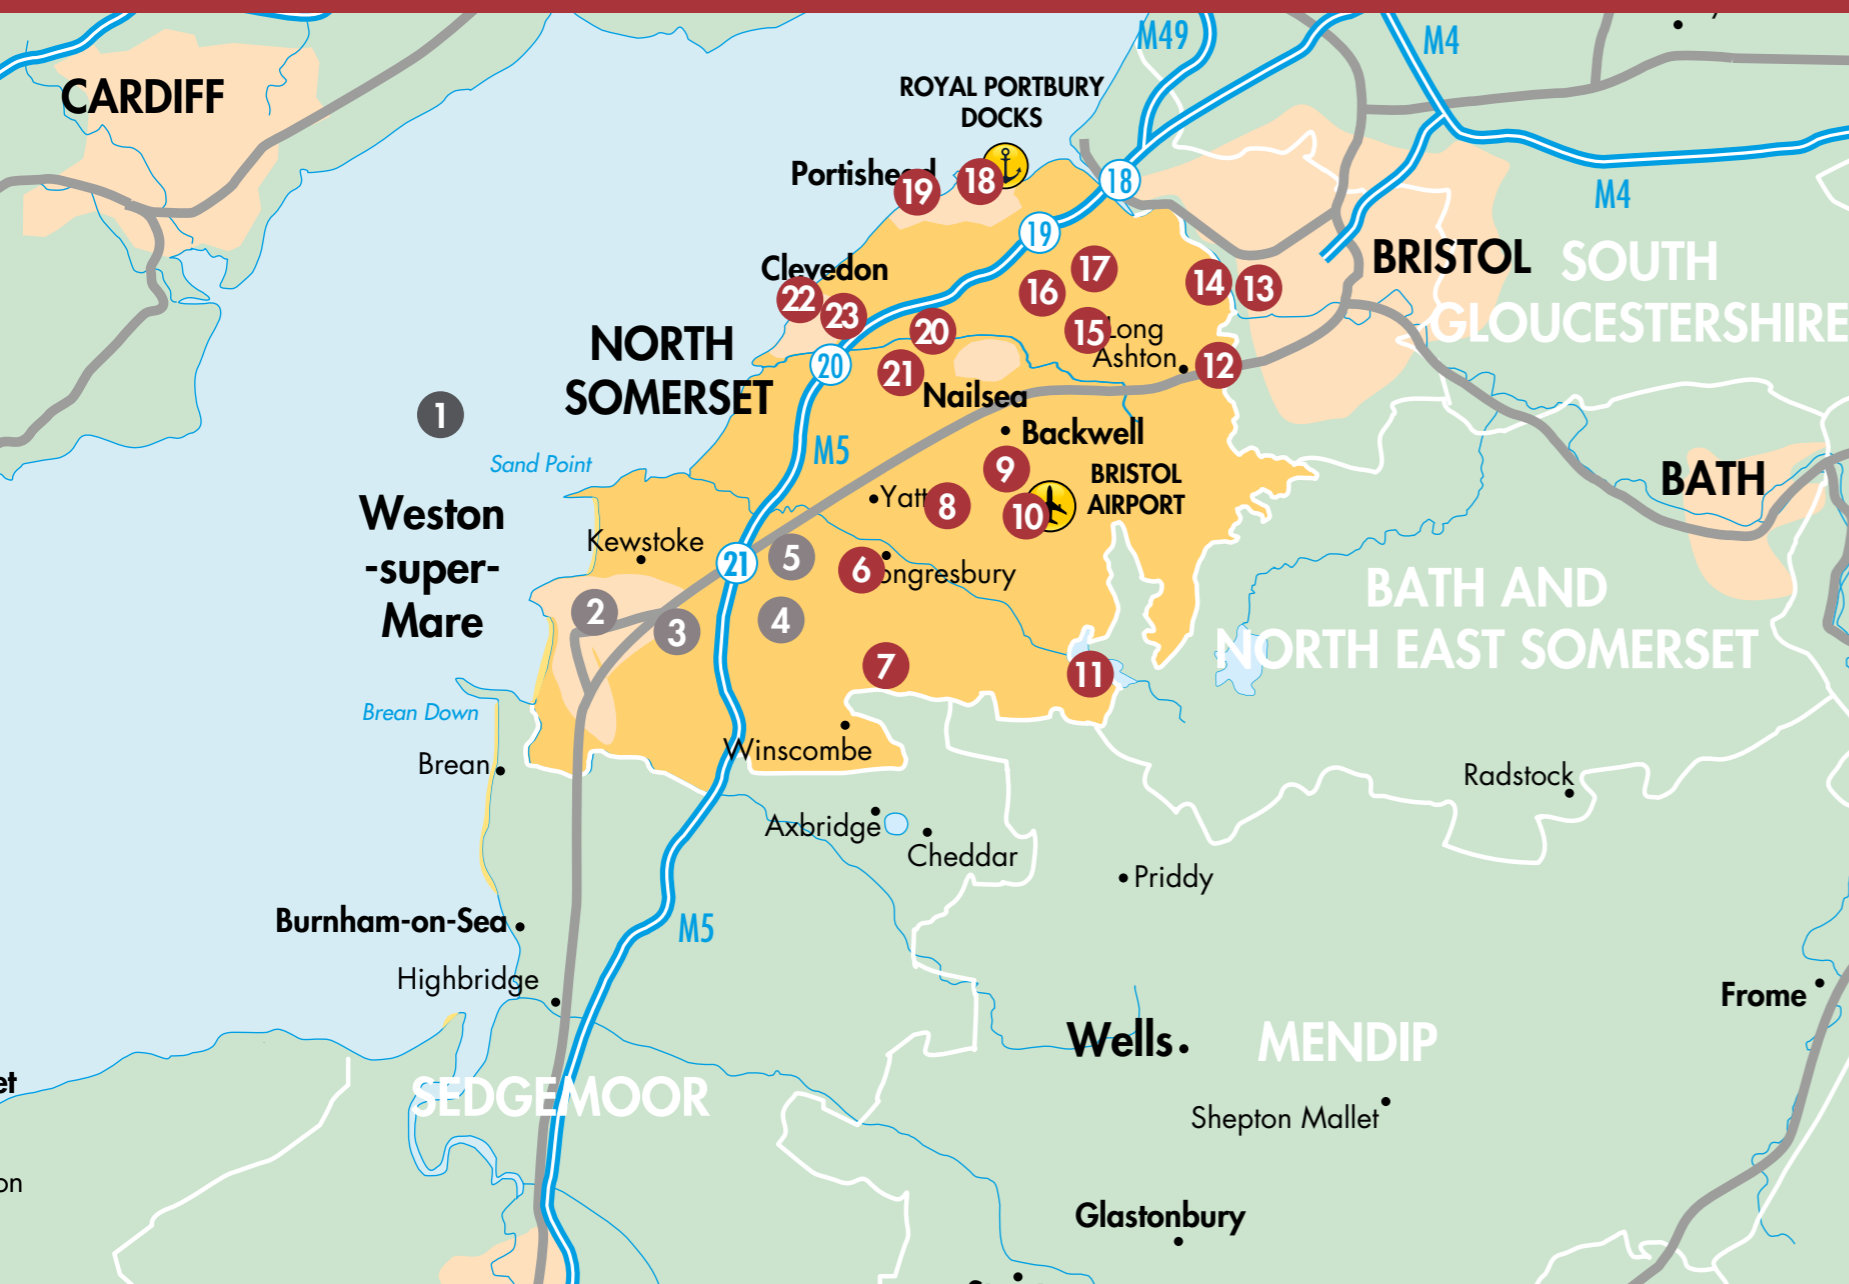 M49
M4
CARDIFF
ROYAL PORTBURY
DOCKS
Portishead
19
18
18
M4
19
BRISTOL
SOUTH
GLOUCESTERSHIRE
Clevedon
22
23
17
16
14
13
20
15
Long
Ashton
12
NORTH
SOMERSET
20
21
Nailsea
1
M5
Backwell
Sand Point
9
BRISTOL
AIRPORT
BATH
Weston
-super-
Mare
Yatt
8
10
Kewstoke
21
5
6
ongresbury
BATH AND
NORTH EAST SOMERSET
2
3
4
7
11
Brean Down
Winscombe
Brean
Radstock
Axbridge
Cheddar
Priddy
Burnham-on-Sea
M5
Highbridge
Frome
Wells
MENDIP
et
SEDGEMOOR
Shepton Mallet
on
Glastonbury